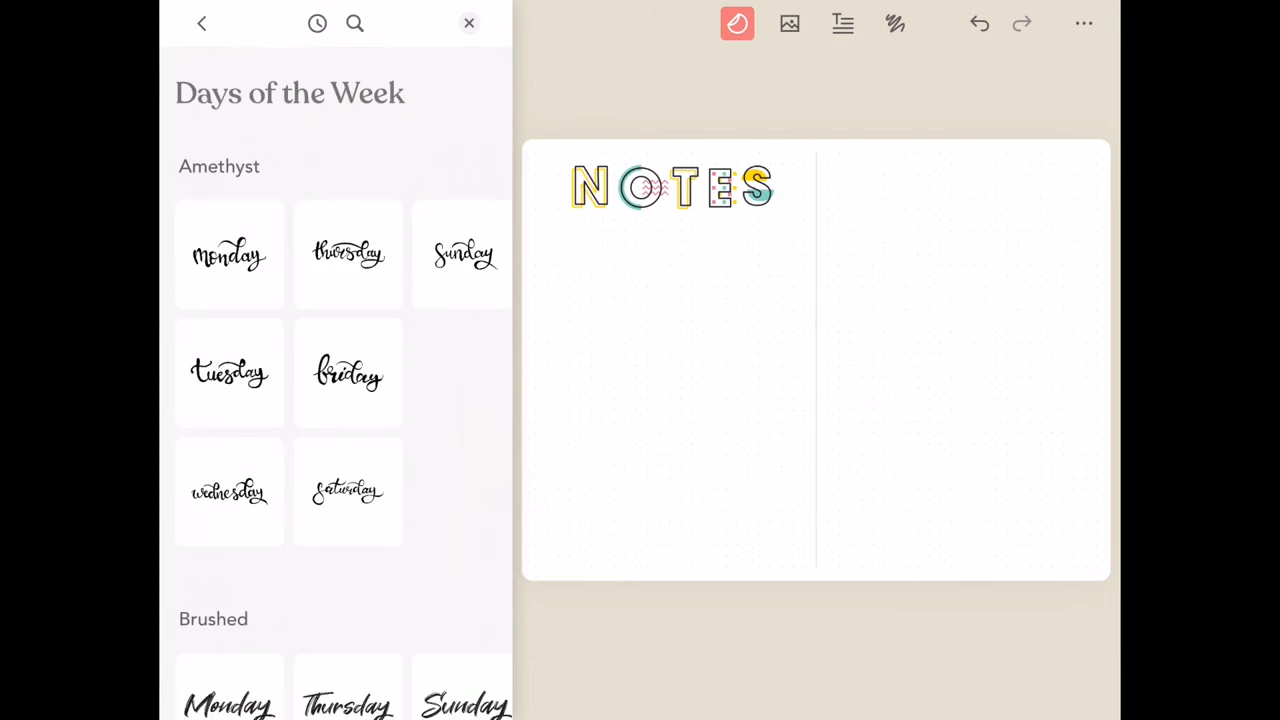 Days of the Week
NOTES
Amethyst
monday thursday sunday
tuesday friday
wednesday saturday
Brushed
Monday Thursday Sunday